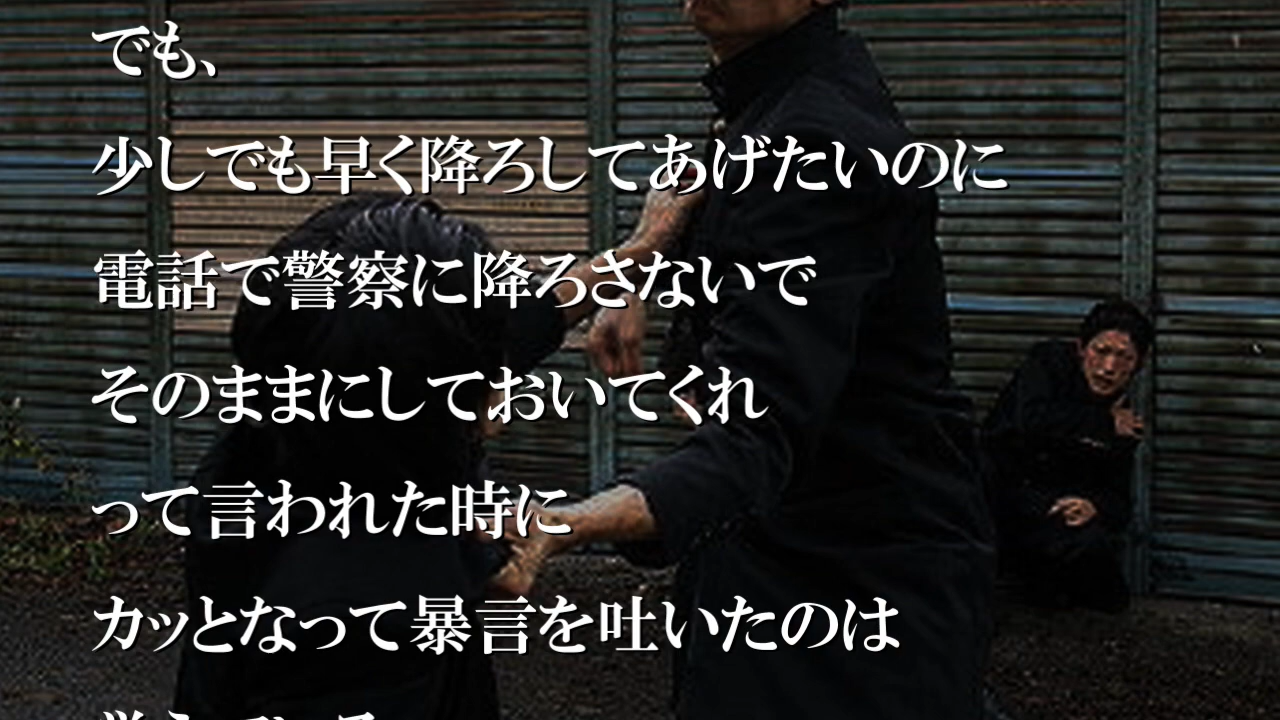 でも、
少しでも早く降ろしてあげたいのに
電話で警察に降ろさないで
そのままにしておいてくれ
って言われた時に
カッとなって暴言を吐いたのは